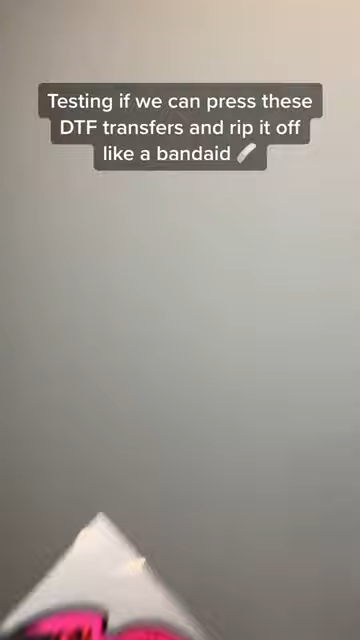 Testing if we can press these
DTF transfers and rip it off
like a bandaid 🩹